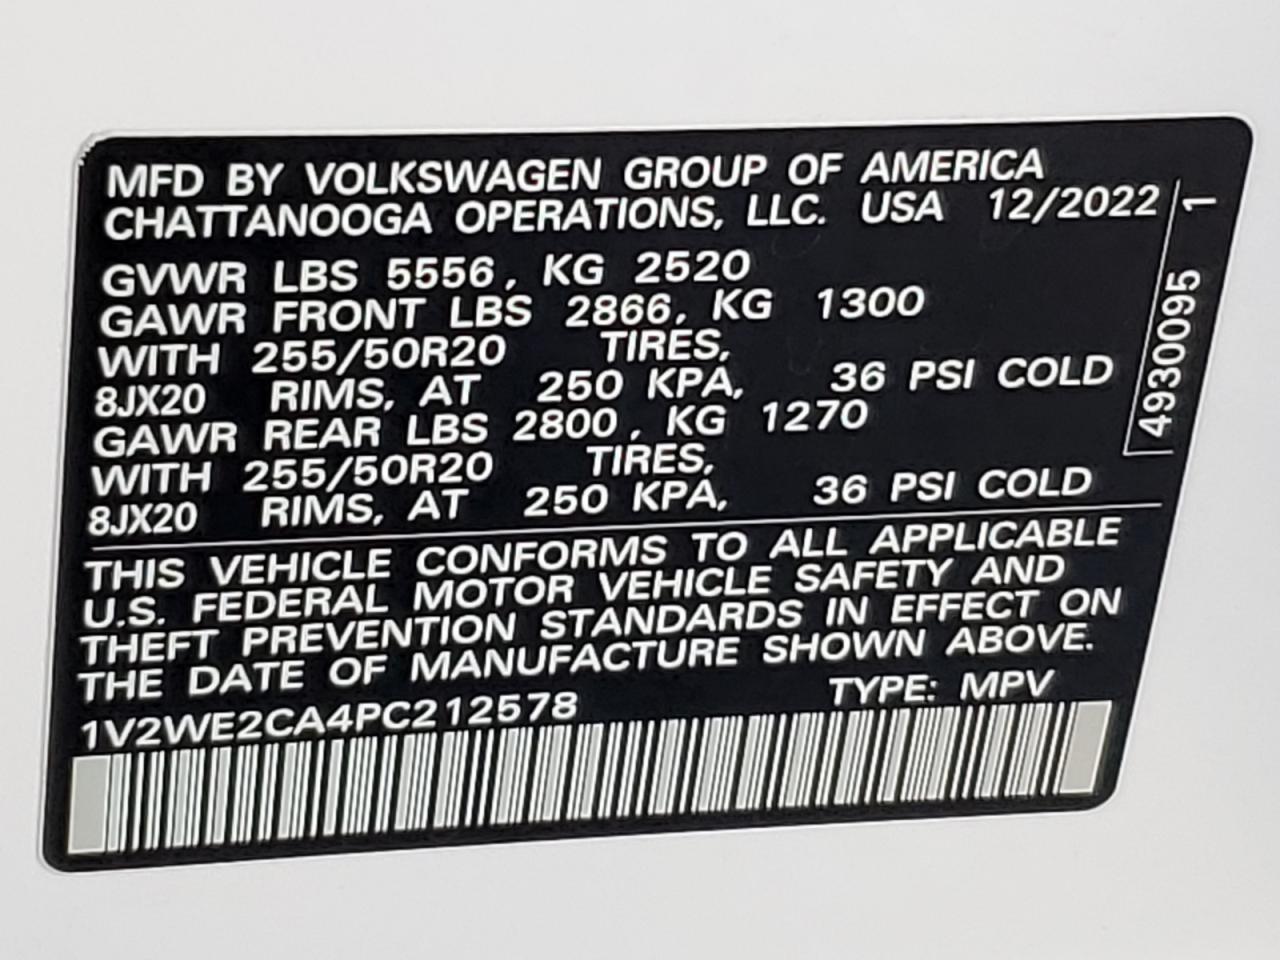 MFD BY VOLKSWAGEN GROUP OF AMERICA
CHATTANOOGA OPERATIONS, LLC. USA 12/2022
GVWR LBS 5556, KG 2520
GAWR FRONT LBS 2866, KG 1300
WITH 255/50R20 TIRES,
8JX20 RIMS, AT 250 KPA, 36 PSI COLD
GAWR REAR LBS 2800, KG 1270
WITH 255/50R20 TIRES,
8JX20 RIMS, AT 250 KPA, 36 PSI COLD
THIS VEHICLE CONFORMS TO ALL APPLICABLE
U.S. FEDERAL MOTOR VEHICLE SAFETY AND
THEFT PREVENTION STANDARDS IN EFFECT ON
THE DATE OF MANUFACTURE SHOWN ABOVE.
1V2WE2CA4PC212578 TYPE: MPV
4930095 1